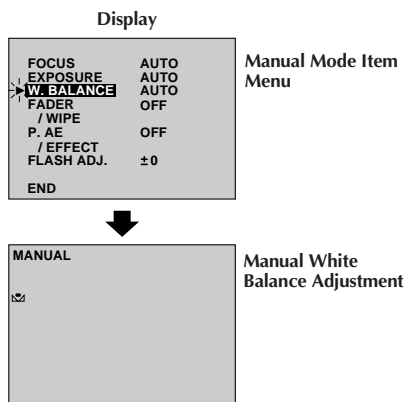 Display
FOCUS AUTO
EXPOSURE AUTO
W. BALANCE AUTO
FADER OFF
/ WIPE
P. AE OFF
/ EFFECT
FLASH ADJ. ±0
END
Manual Mode Item
Menu
MANUAL
Manual White
Balance Adjustment